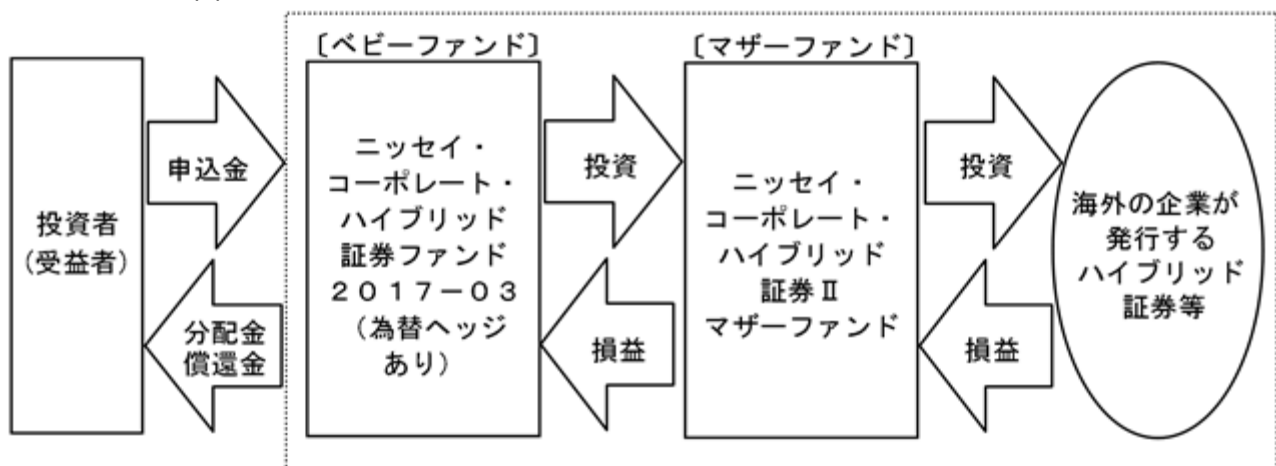 〔ベビーファンド〕
〔マザーファンド〕
投資者
（受益者）
申込金
分配金
償還金
ニッセイ・
コーポレート・
ハイブリッド
証券ファンド
２０１７－０３
（為替ヘッジ
あり）
投資
損益
ニッセイ・
コーポレート・
ハイブリッド
証券Ⅱ
マザーファンド
投資
損益
海外の企業が
発行する
ハイブリッド
証券等